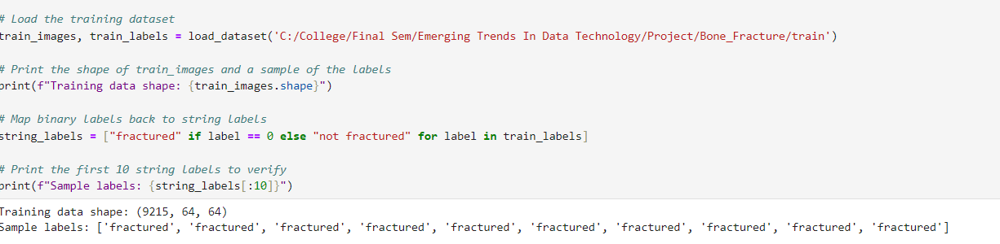 # Load the training dataset
train_images, train_labels = load_dataset('C:/College/Final Sem/Emerging Trends In Data Technology/Project/Bone_Fracture/train')
# Print the shape of train_images and a sample of the labels
print(f"Training data shape: {train_images.shape}")
# Map binary labels back to string labels
string_labels = ["fractured" if label == 0 else "not fractured" for label in train_labels]
# Print the first 10 string labels to verify
print(f"Sample labels: {string_labels[:10]}")
Training data shape: (9215, 64, 64)
Sample labels: ['fractured', 'fractured', 'fractured', 'fractured', 'fractured', 'fractured', 'fractured', 'fractured', 'fractured', 'fractured']